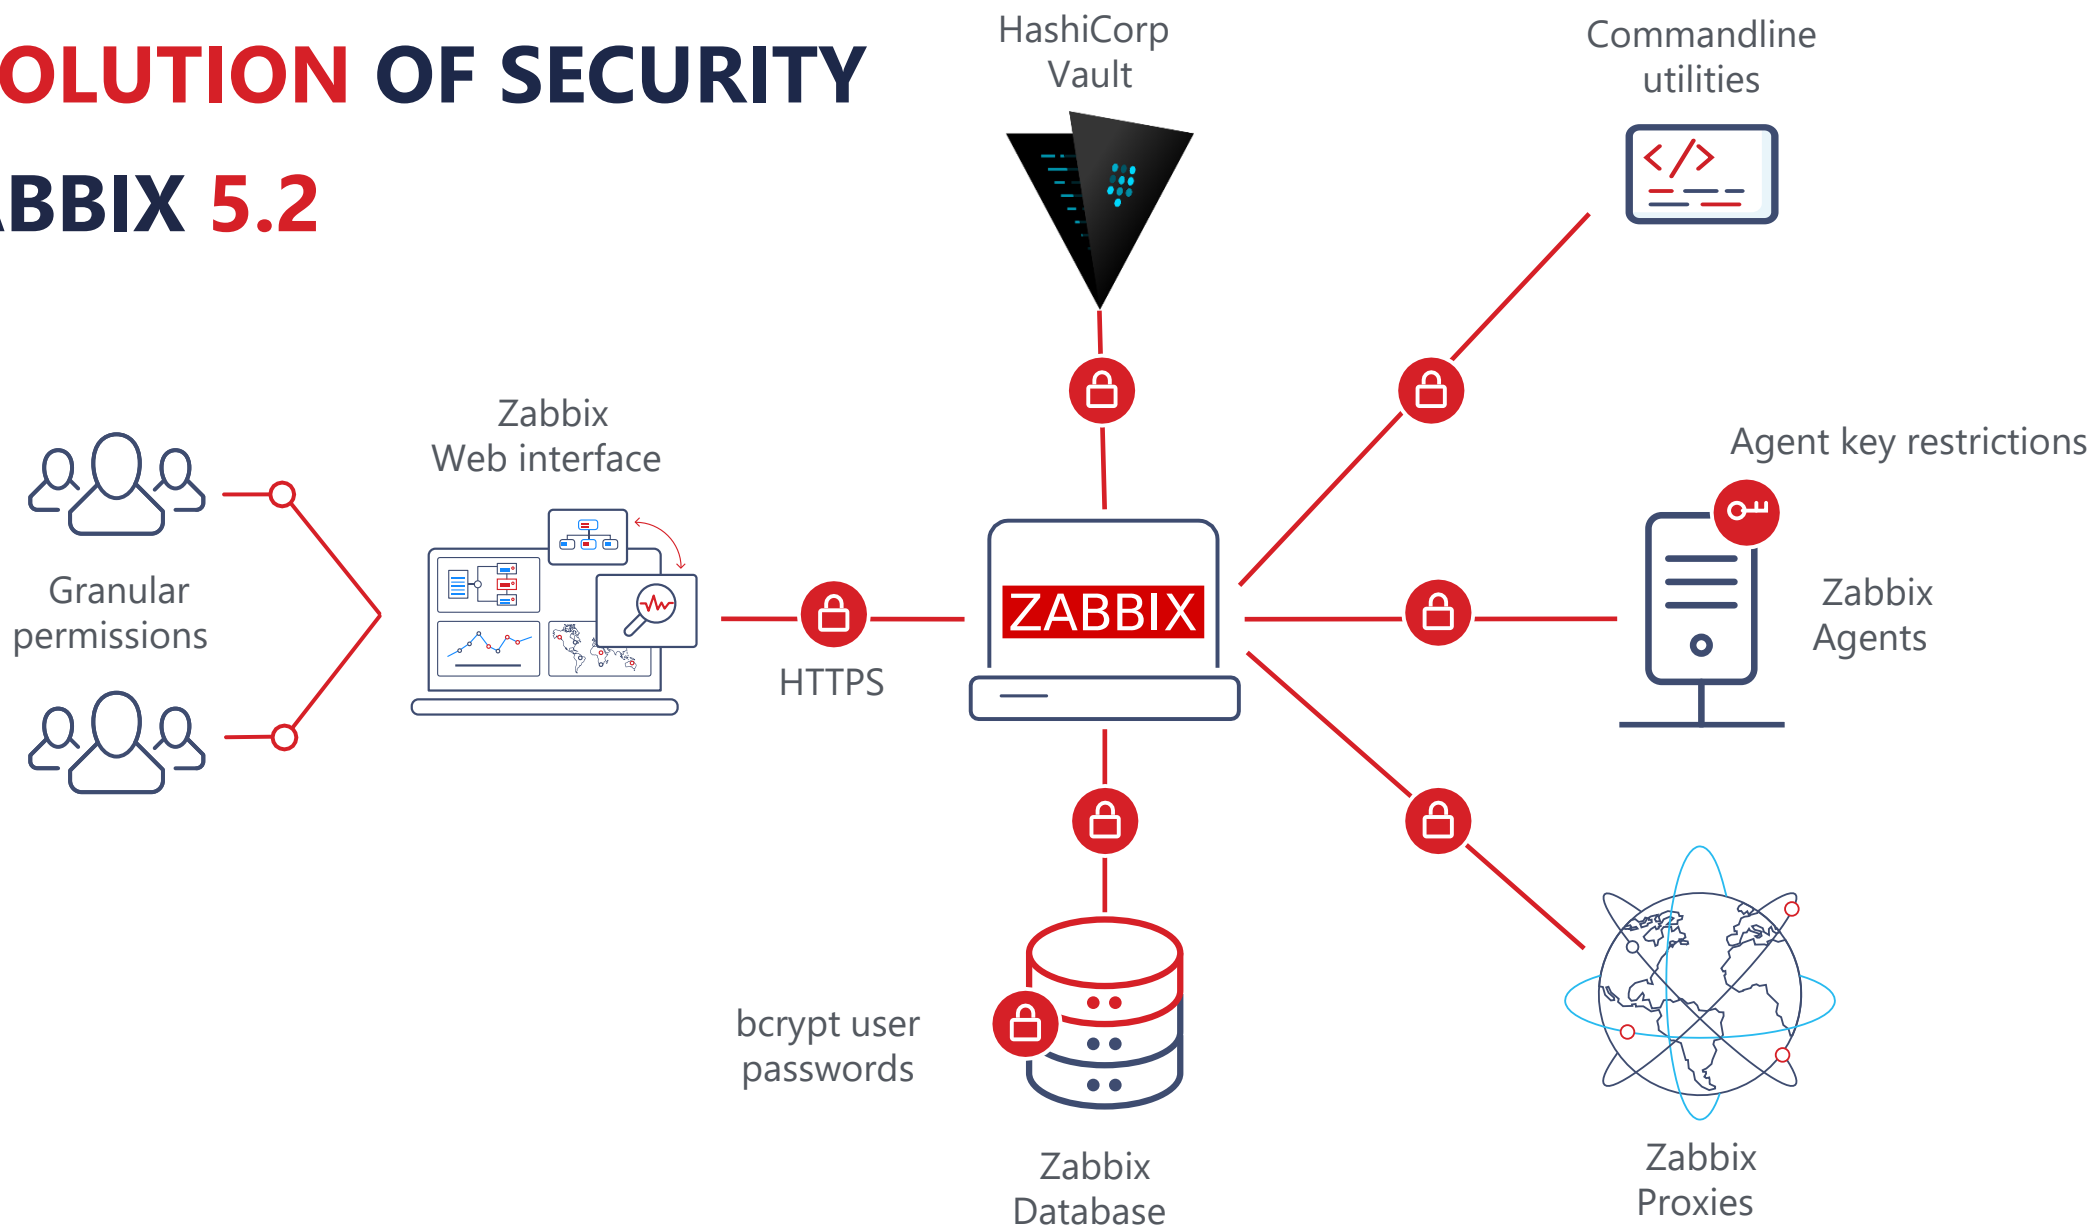 OLUTION OF SECURITY
ABBIX 5.2
HashiCorp
Vault
Commandline
utilities
Zabbix
Web interface
Agent key restrictions
Granular
permissions
HTTPS
ZABBIX
Zabbix
Agents
bcrypt user
passwords
Zabbix
Database
Zabbix
Proxies